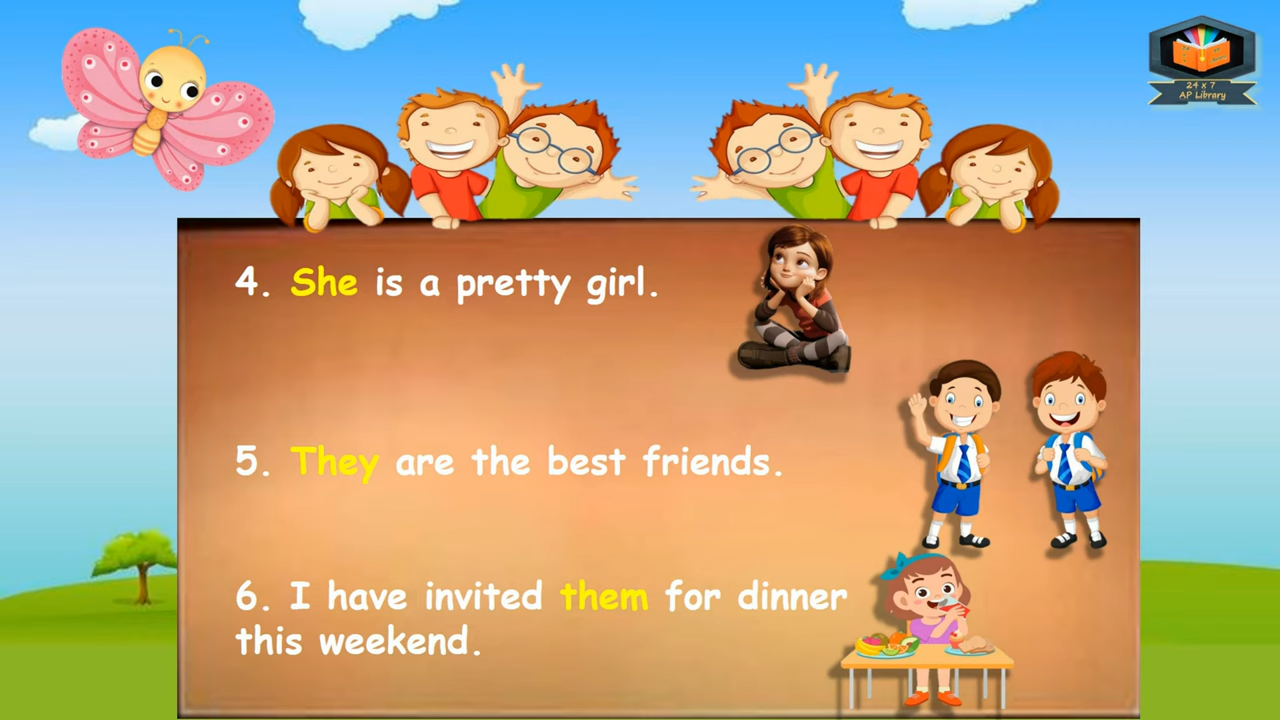 24 x 7
AP Library
4. She is a pretty girl.
5. They are the best friends.
6. I have invited them for dinner
this weekend.